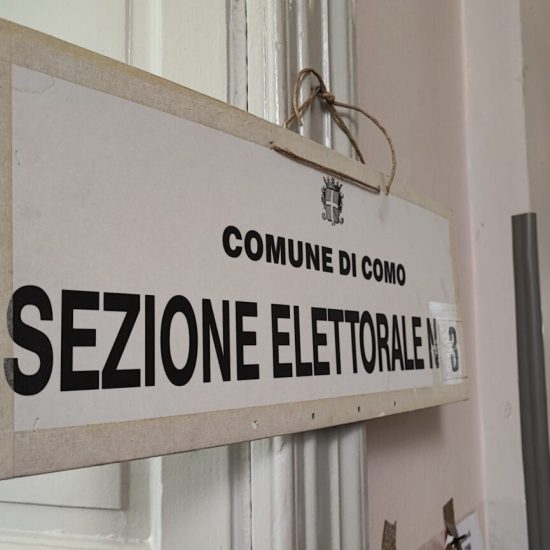 COMUNE DI COMO
SEZIONE ELETTORALE N 3